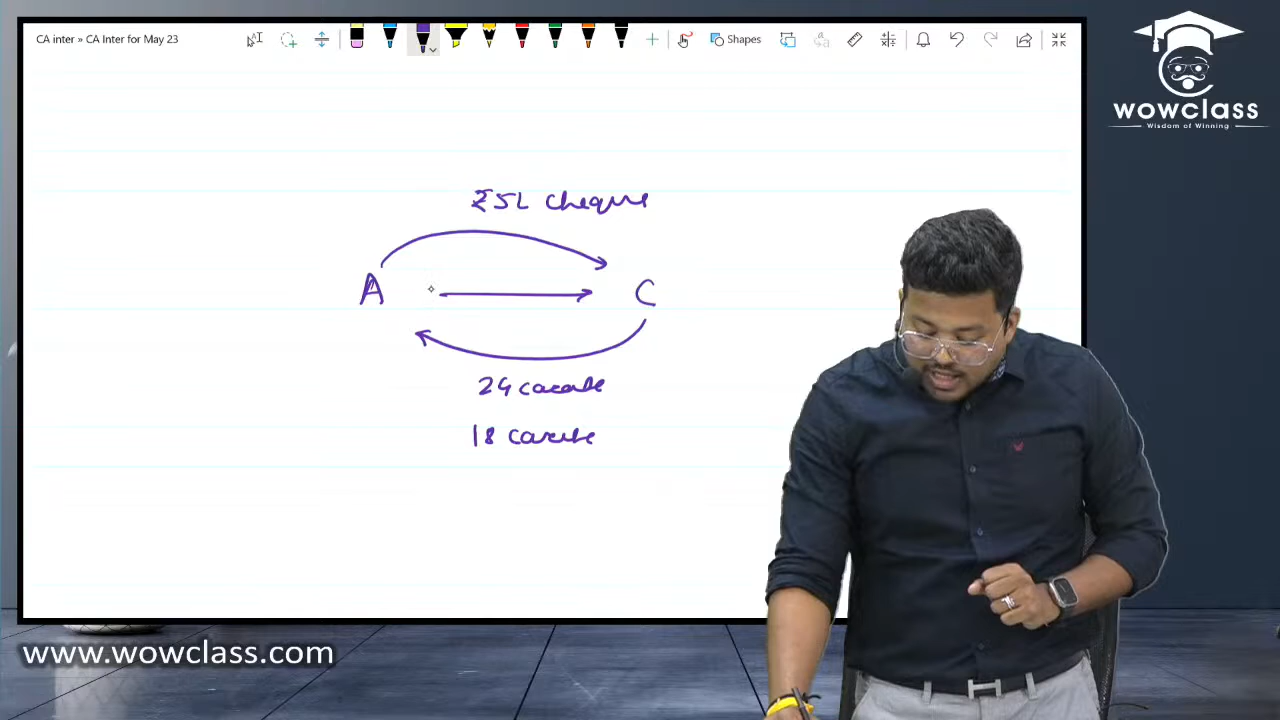 CA inter » CA Inter for May 23
Shapes
wowclass
Wisdom of Winning
₹5L cheque
A
C
24 carate
18 carate
www.wowclass.com